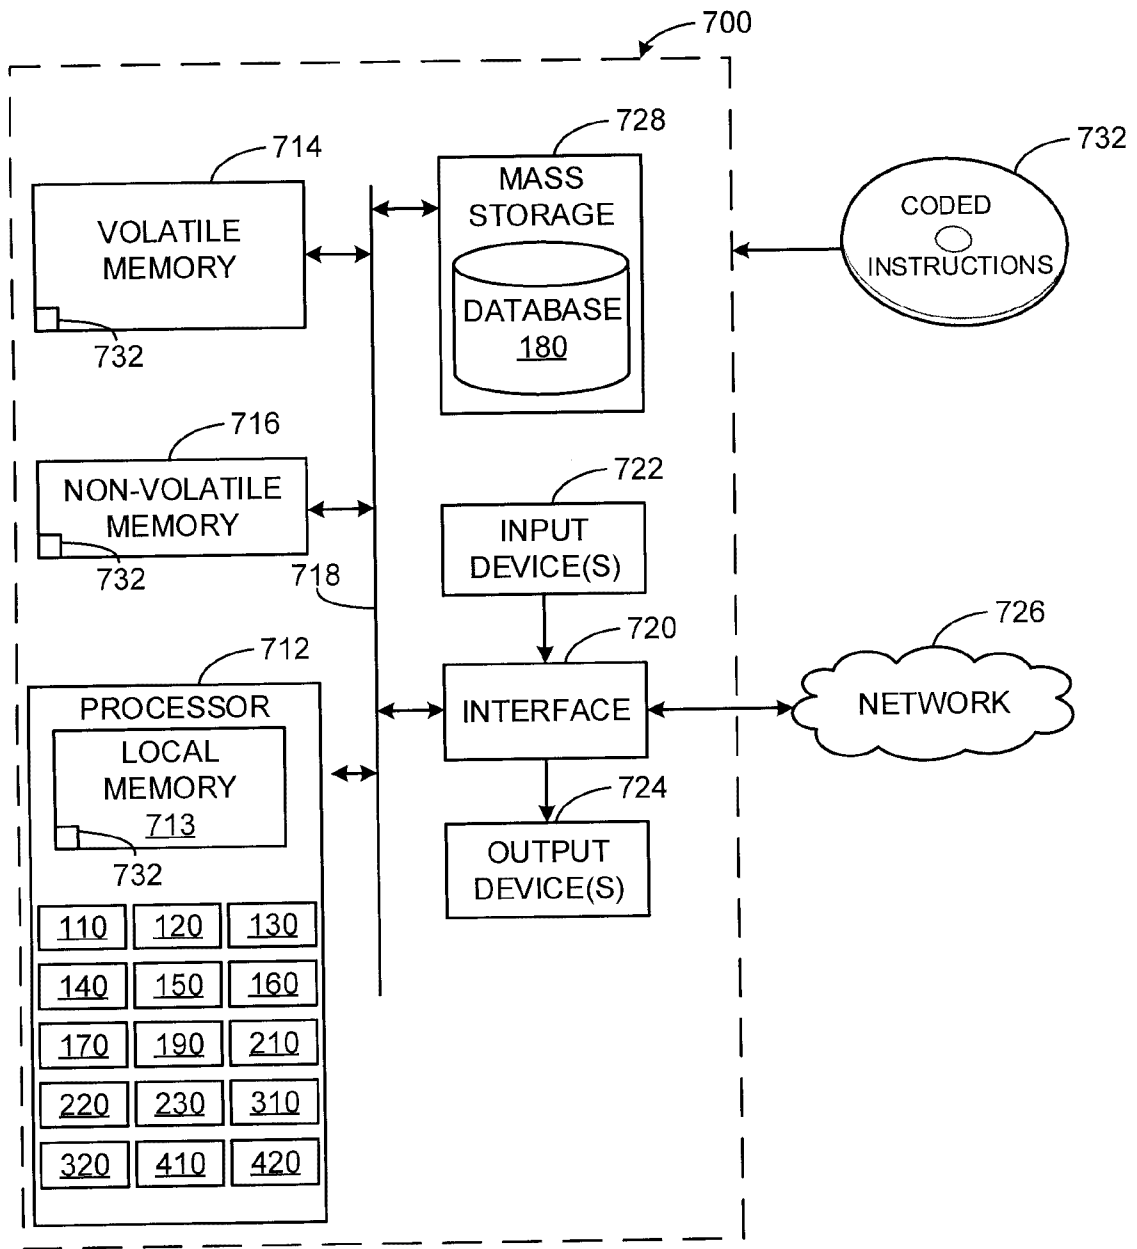 700
714
VOLATILE
MEMORY
732
728
MASS
STORAGE
DATABASE
180
732
CODED
INSTRUCTIONS
716
NON-VOLATILE
MEMORY
732
718
722
INPUT
DEVICE(S)
720
INTERFACE
726
NETWORK
724
OUTPUT
DEVICE(S)
712
PROCESSOR
LOCAL
MEMORY
713
732
110 120 130
140 150 160
170 190 210
220 230 310
320 410 420